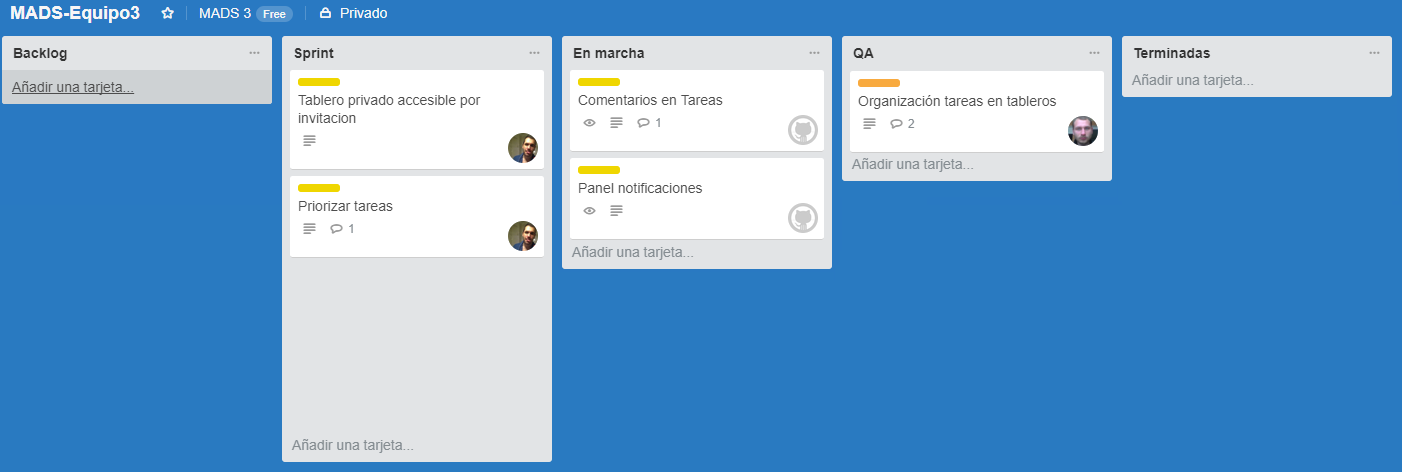 MADS-Equipo3 MADS 3 Free Privado
Backlog
Añadir una tarjeta...
Sprint
Tablero privado accesible por
invitacion
Priorizar tareas
1
Añadir una tarjeta...
En marcha
Comentarios en Tareas
1
Panel notificaciones
Añadir una tarjeta...
QA
Organización tareas en tableros
2
Añadir una tarjeta...
Terminadas
Añadir una tarjeta...